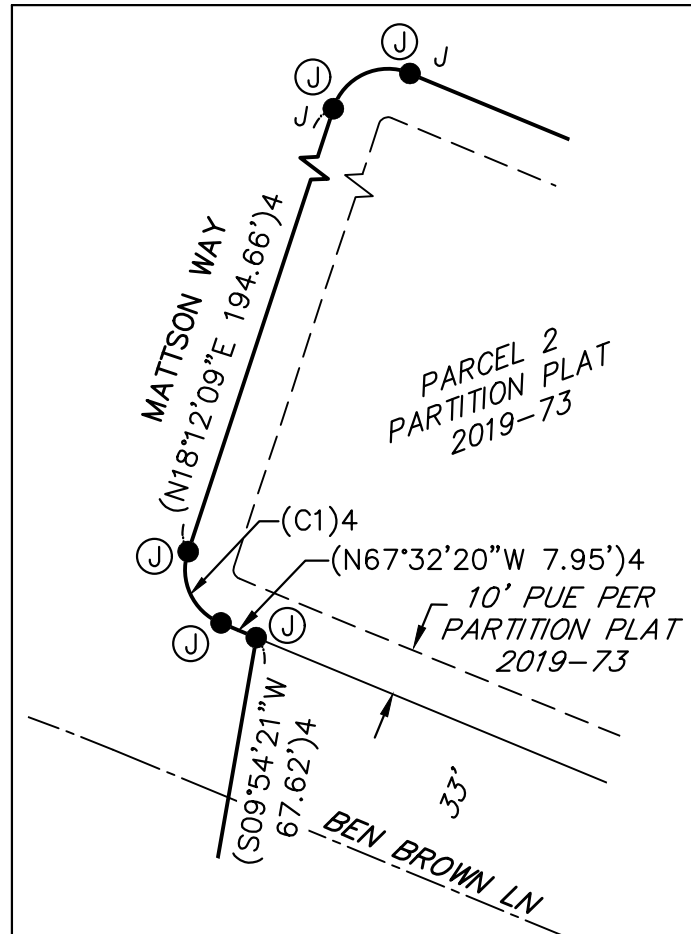 J
J
J
J
MATTSON WAY
(N18°12'09"E 194.66')4
PARCEL 2
PARTITION PLAT
2019-73
(C1)4
J
(N67°32'20"W 7.95')4
10' PUE PER
PARTITION PLAT
2019-73
J
J
(S09°54'21"W
67.62')4
33'
BEN BROWN LN